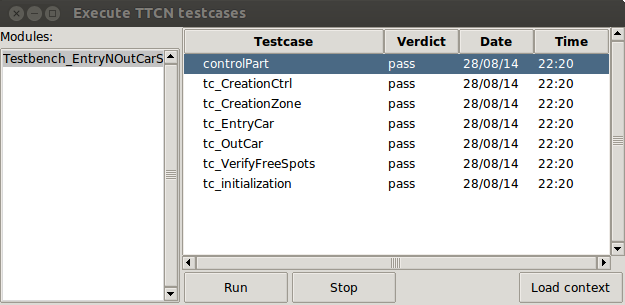 Execute TTCN testcases
Modules:
Testbench_EntryNOutCarS
Testcase Verdict Date Time
controlPart pass 28/08/14 22:20
tc_CreationCtrl pass 28/08/14 22:20
tc_CreationZone pass 28/08/14 22:20
tc_EntryCar pass 28/08/14 22:20
tc_OutCar pass 28/08/14 22:20
tc_VerifyFreeSpots pass 28/08/14 22:20
tc_initialization pass 28/08/14 22:20
Run Stop Load context